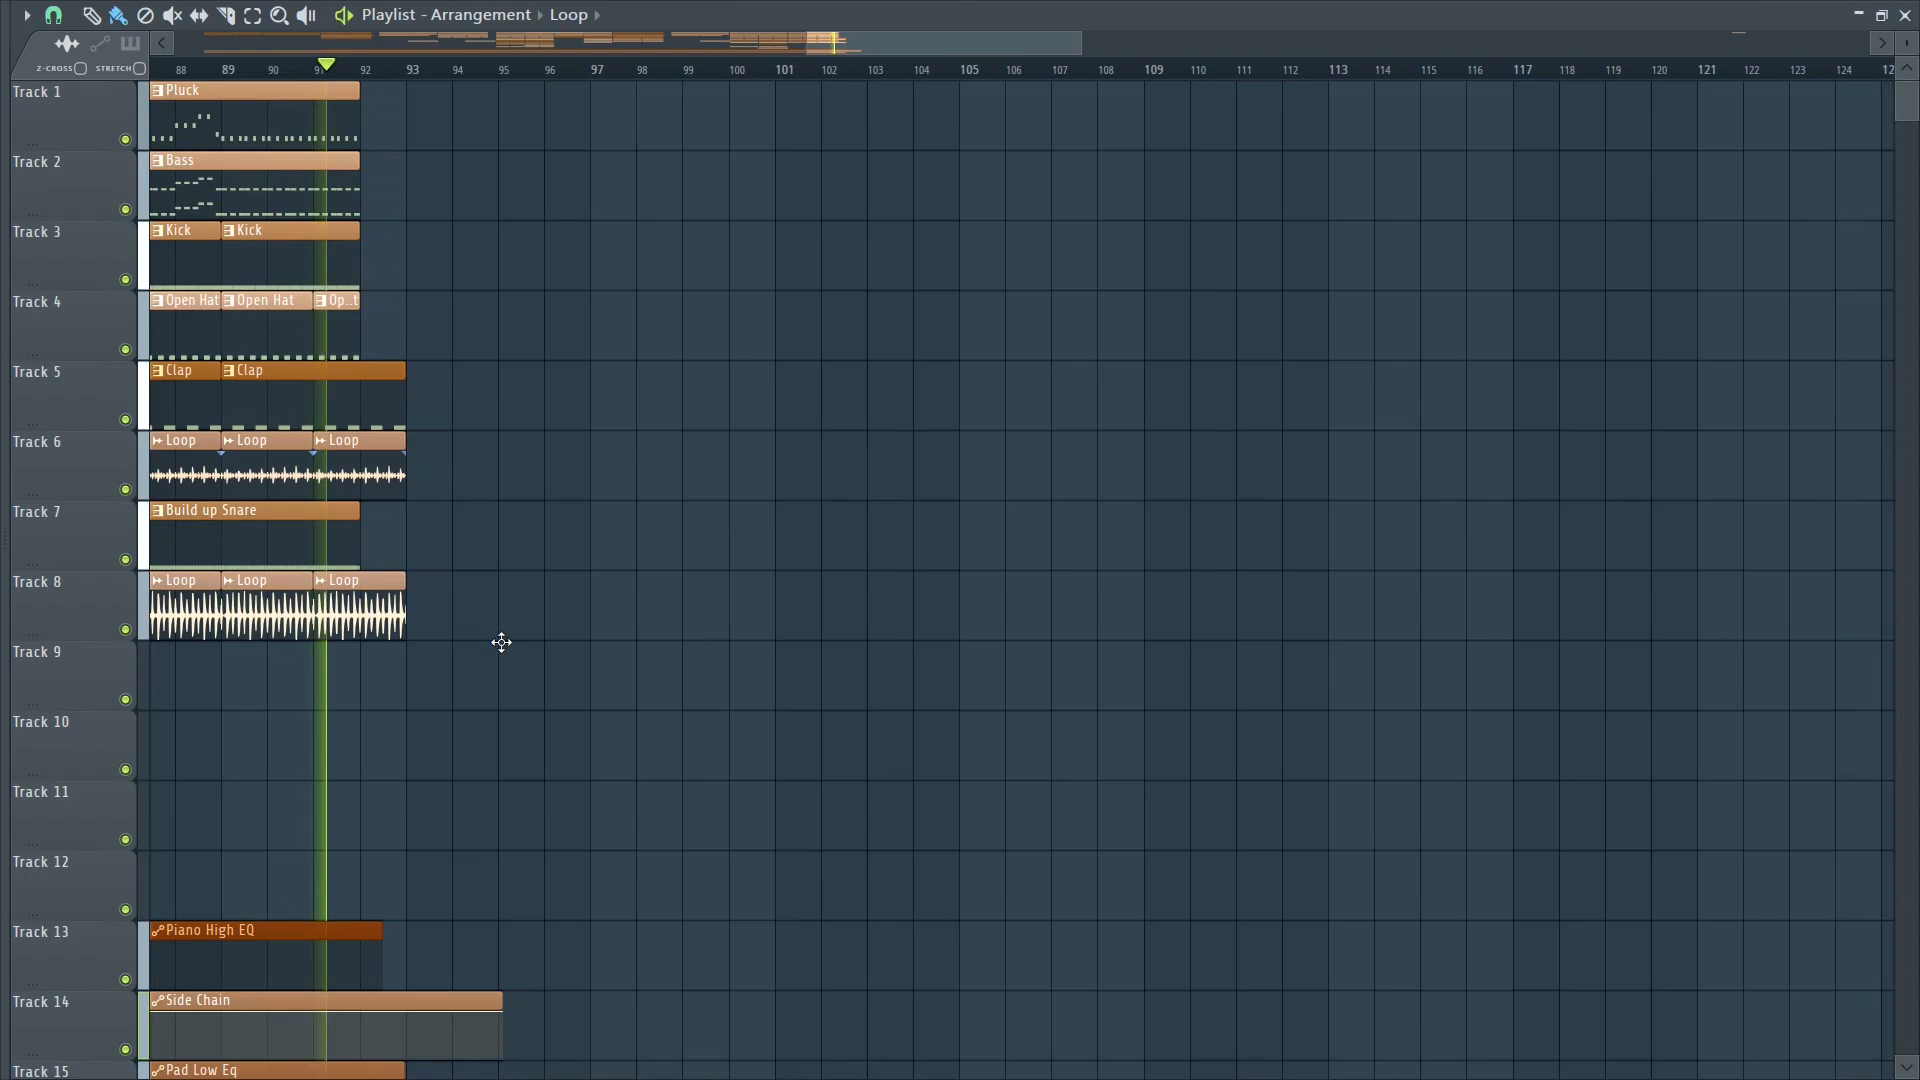 Playlist - Arrangement Loop
Z-CROSS STRETCH
88 89 90 91 92 93 94 95 96 97 98 99 100 101 102 103 104 105 106 107 108 109 110 111 112 113 114 115 116 117 118 119 120 121 122 123 124 12
Track 1
Pluck
Track 2
Bass
Track 3
Kick Kick
Track 4
Open Hat Open Hat Op..t
Track 5
Clap Clap
Track 6
Loop Loop Loop
Track 7
Build up Snare
Track 8
Loop Loop Loop
Track 9
Track 10
Track 11
Track 12
Track 13
Piano High EQ
Track 14
Side Chain
Track 15
Pad Low Eq